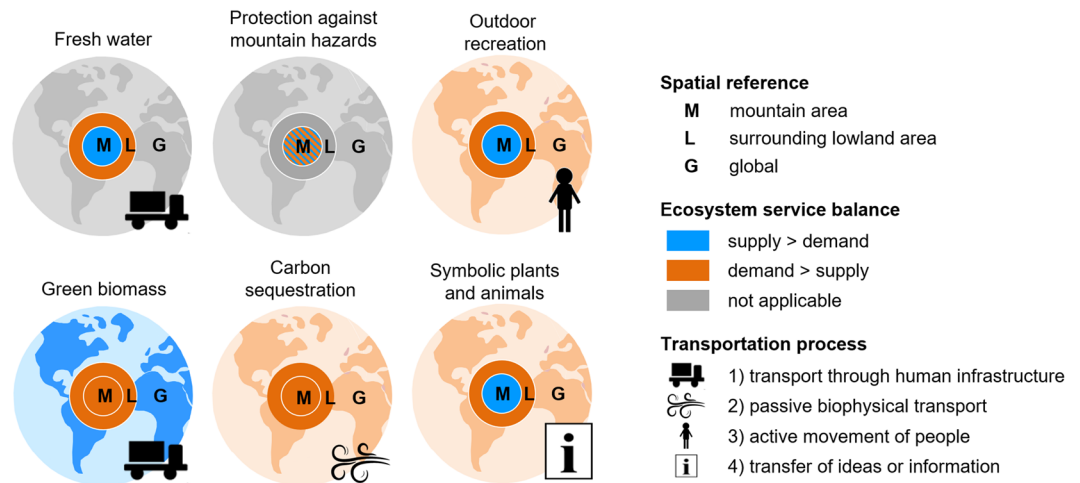 Fresh water
Protection against
mountain hazards
Outdoor
recreation
M L G
M L G
M L G
Green biomass
Carbon
sequestration
Symbolic plants
and animals
M L G
M L G
M L G
i
Spatial reference
M mountain area
L surrounding lowland area
G global
Ecosystem service balance
supply > demand
demand > supply
not applicable
Transportation process
1) transport through human infrastructure
2) passive biophysical transport
3) active movement of people
i 4) transfer of ideas or information